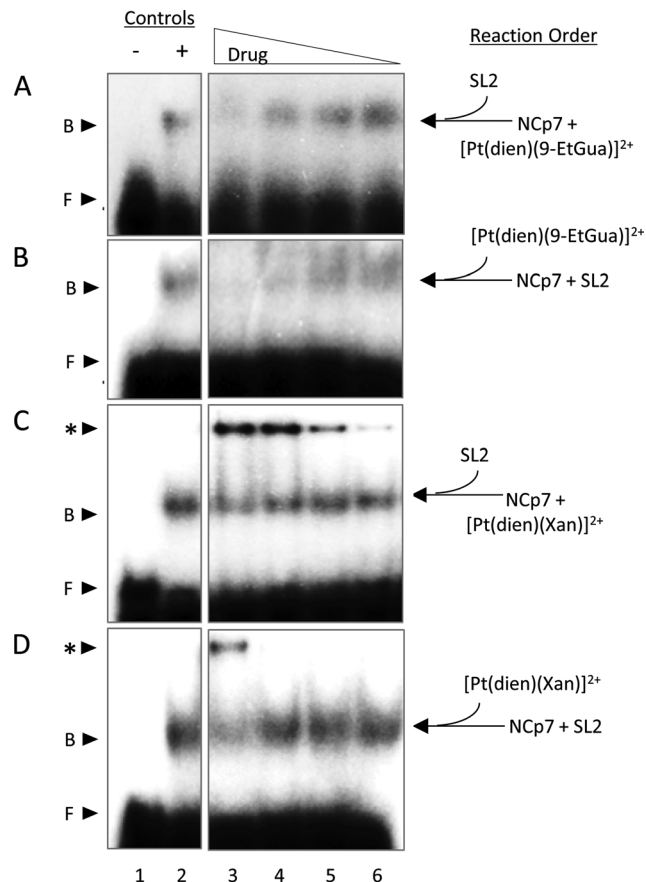 Controls
- +
Drug
Reaction Order
A
B
F
SL2
NCp7 +
[Pt(dien)(9-EtGua)]²⁺
B
B
F
[Pt(dien)(9-EtGua)]²⁺
NCp7 + SL2
C
*
B
F
SL2
NCp7 +
[Pt(dien)(Xan)]²⁺
D
*
B
F
[Pt(dien)(Xan)]²⁺
NCp7 + SL2
1 2 3 4 5 6